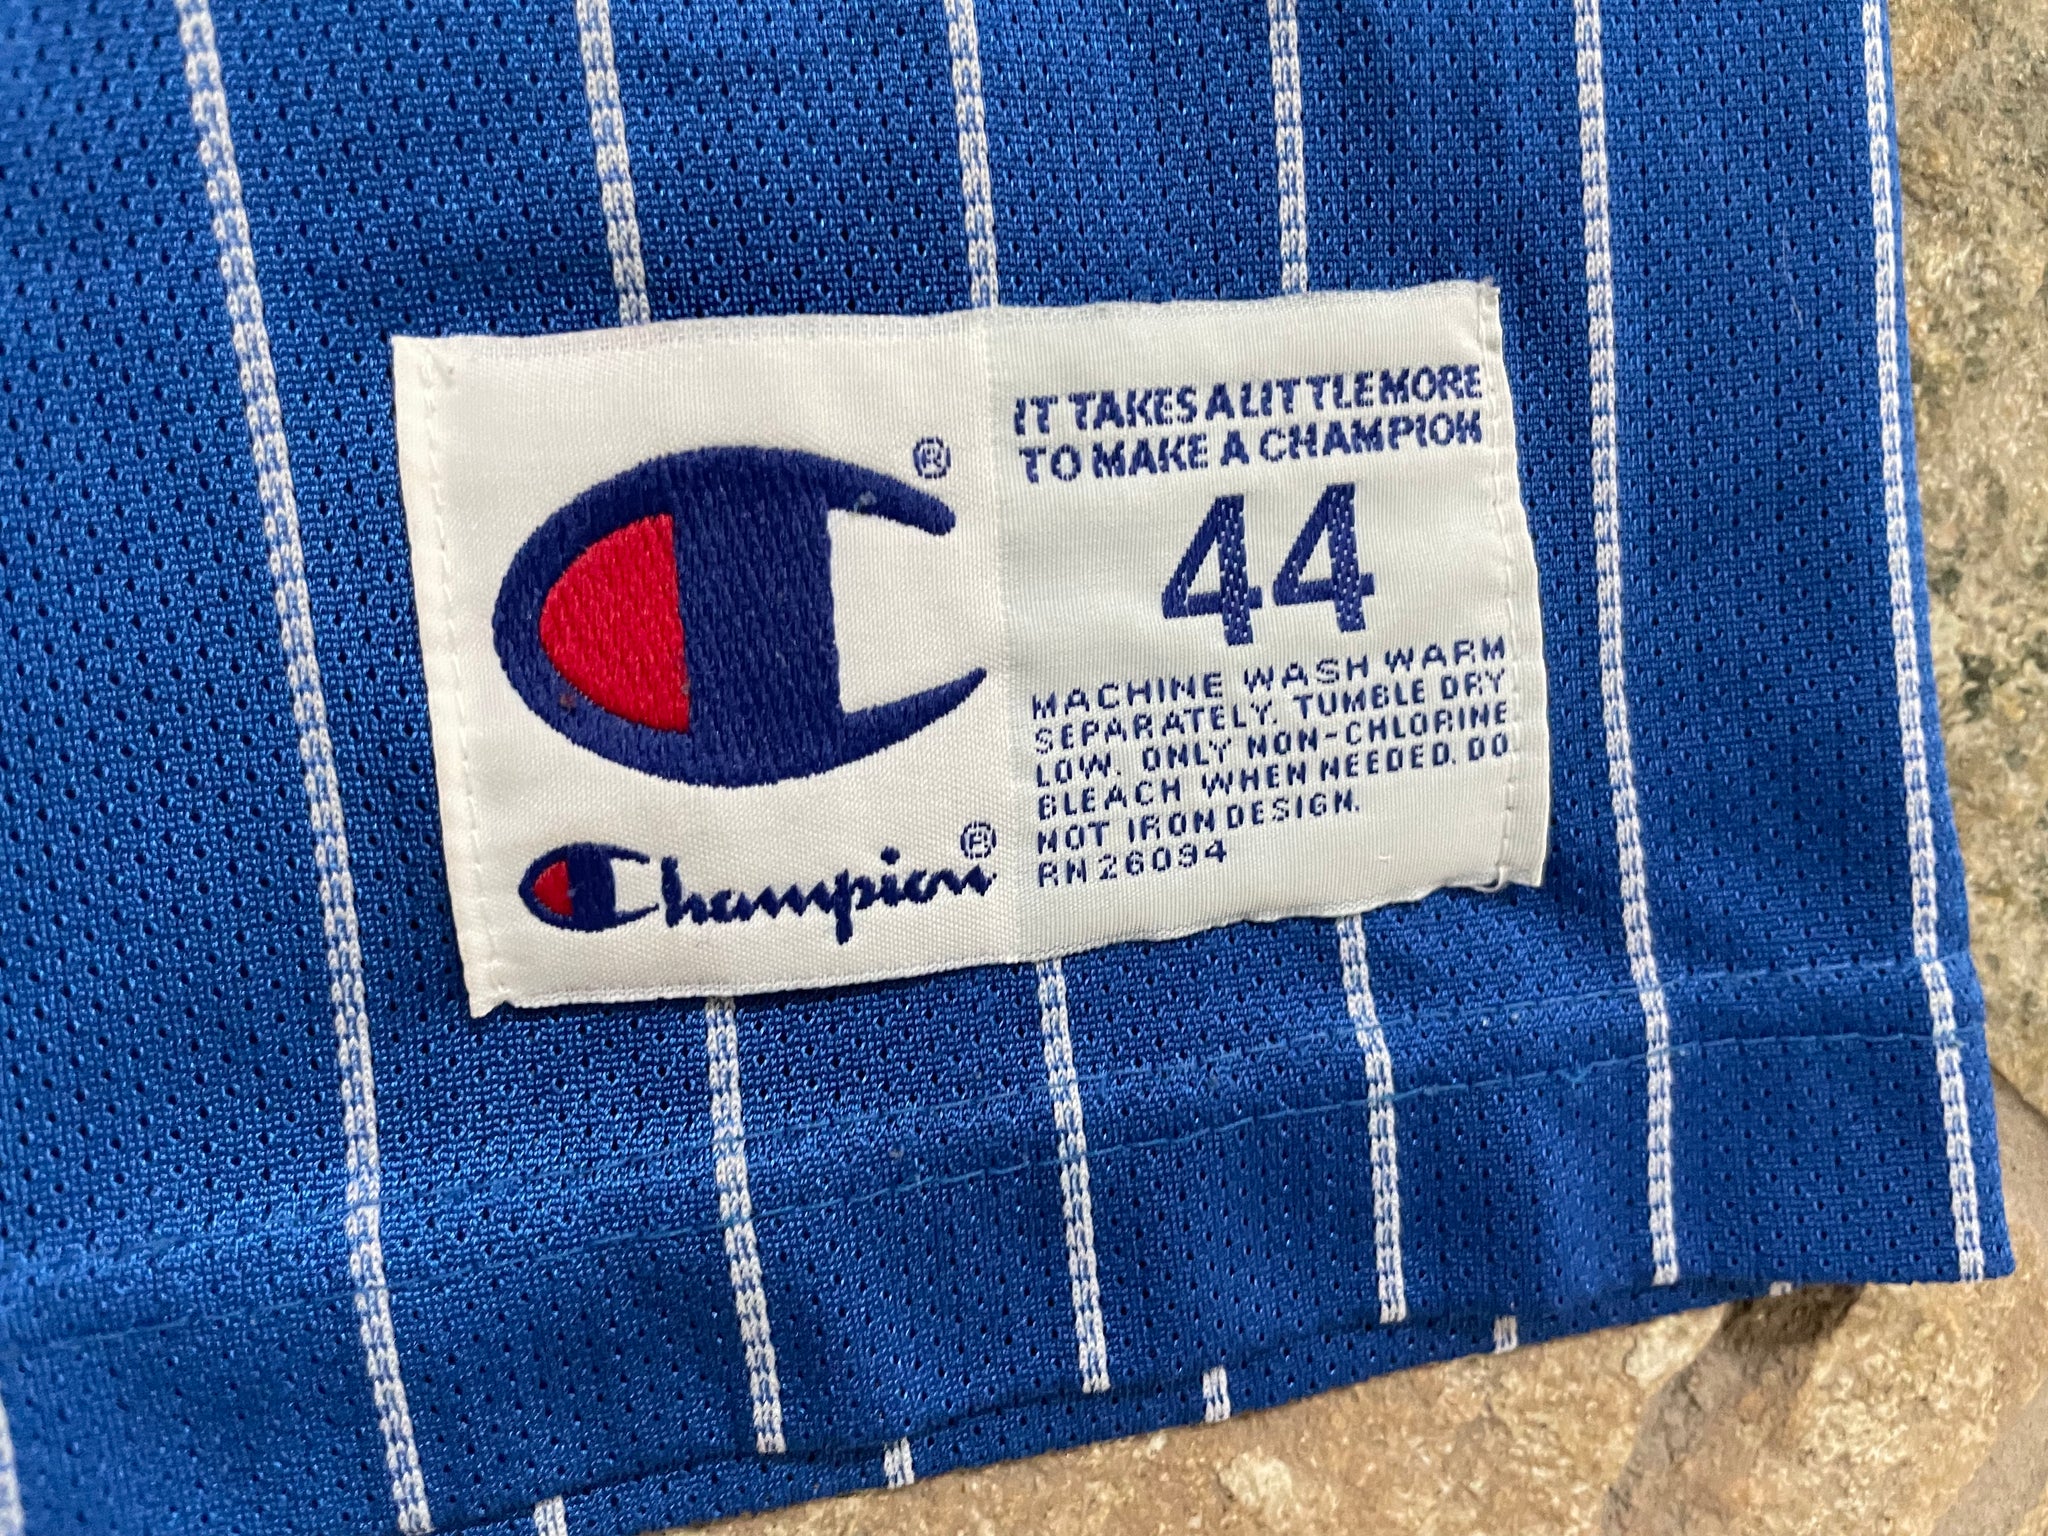 ®
Champion®
IT TAKES A LITTLE MORE
TO MAKE A CHAMPION
44
MACHINE WASH WARM
SEPARATELY. TUMBLE DRY
LOW. ONLY NON-CHLORINE
BLEACH WHEN NEEDED. DO
NOT IRON DESIGN.
RN 26094